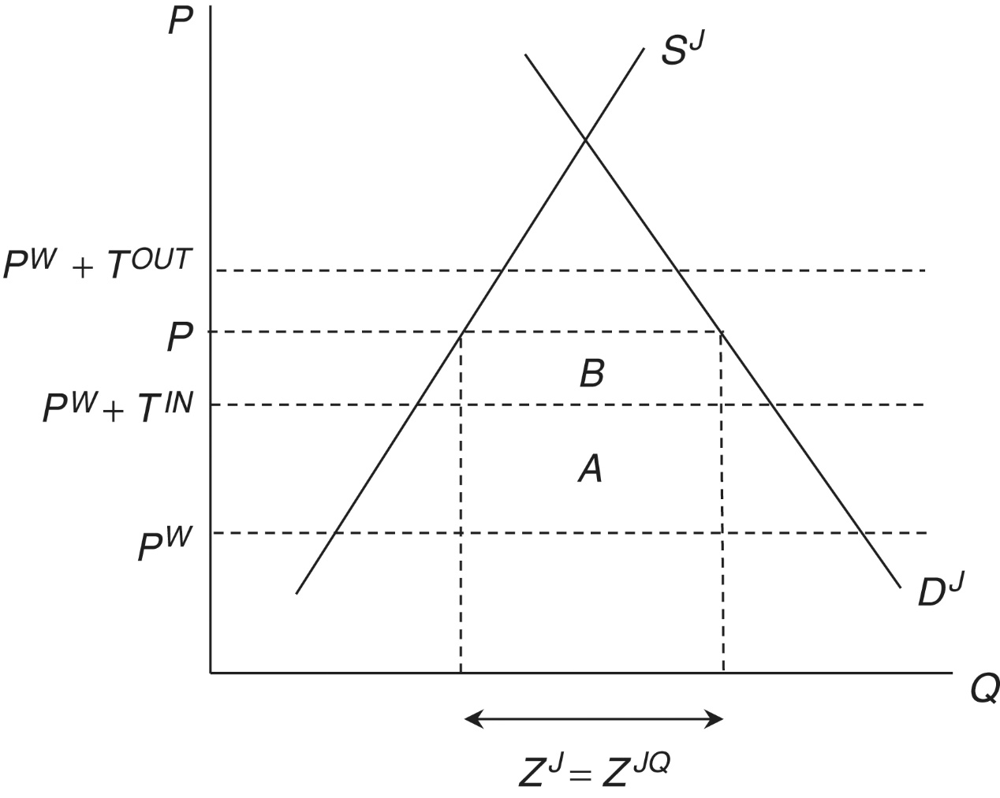 P
S^J
P^W + T^OUT
P
B
P^W + T^IN
A
P^W
D^J
Q
Z^J = Z^JQ